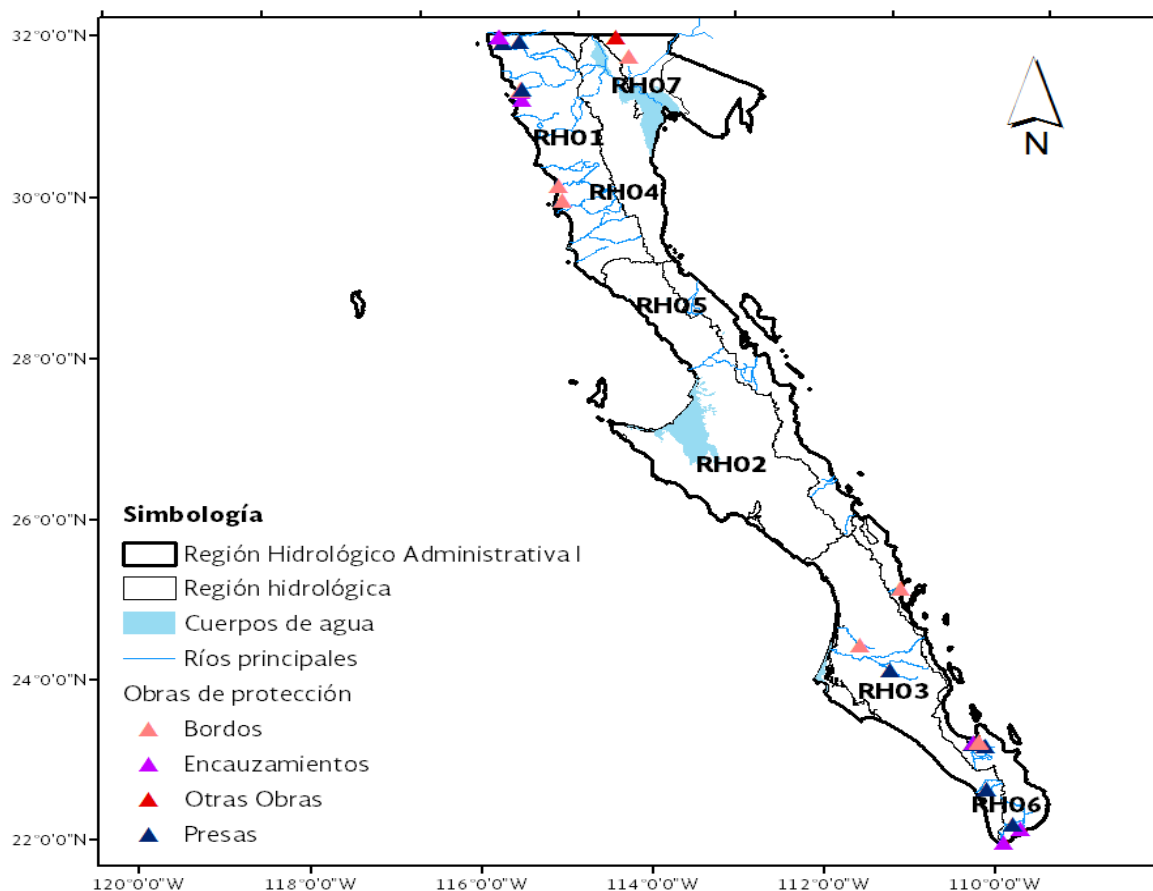 32°0'0"N
30°0'0"N
28°0'0"N
26°0'0"N
24°0'0"N
22°0'0"N
N
RH07
RH01
RH04
RH05
RH02
RH03
RH06
Simbología
Región Hidrológico Administrativa I
Región hidrológica
Cuerpos de agua
Ríos principales
Obras de protección
Bordos
Encauzamientos
Otras Obras
Presas
120°0'0"W 118°0'0"W 116°0'0"W 114°0'0"W 112°0'0"W 110°0'0"W